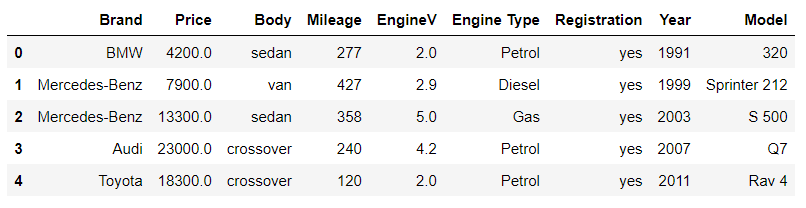 Brand Price Body Mileage EngineV Engine Type Registration Year Model
0 BMW 4200.0 sedan 277 2.0 Petrol yes 1991 320
1 Mercedes-Benz 7900.0 van 427 2.9 Diesel yes 1999 Sprinter 212
2 Mercedes-Benz 13300.0 sedan 358 5.0 Gas yes 2003 S 500
3 Audi 23000.0 crossover 240 4.2 Petrol yes 2007 Q7
4 Toyota 18300.0 crossover 120 2.0 Petrol yes 2011 Rav 4